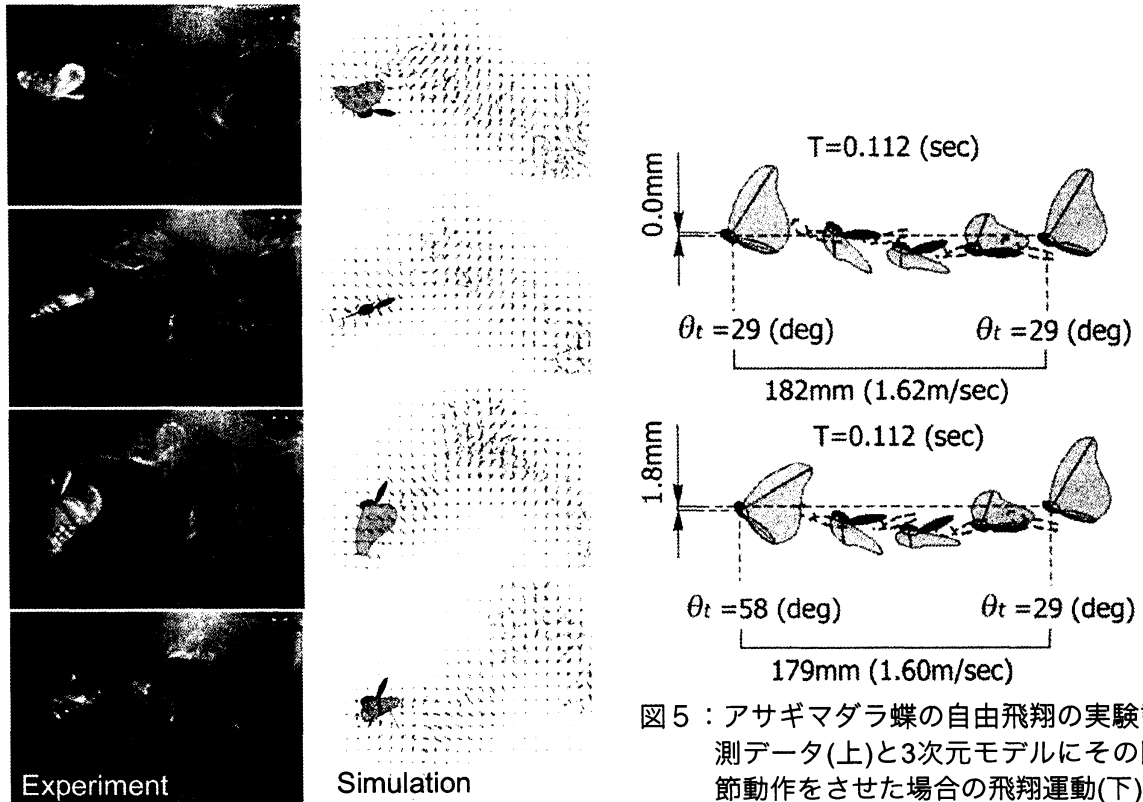 Experiment
Simulation
T=0.112 (sec)
0.0mm
θt =29 (deg)
θt =29 (deg)
182mm (1.62m/sec)
T=0.112 (sec)
1.8mm
θt =58 (deg)
θt =29 (deg)
179mm (1.60m/sec)
図5：アサギマダラ蝶の自由飛翔の実験
測データ(上)と3次元モデルにその
節動作をさせた場合の飛翔運動(下)